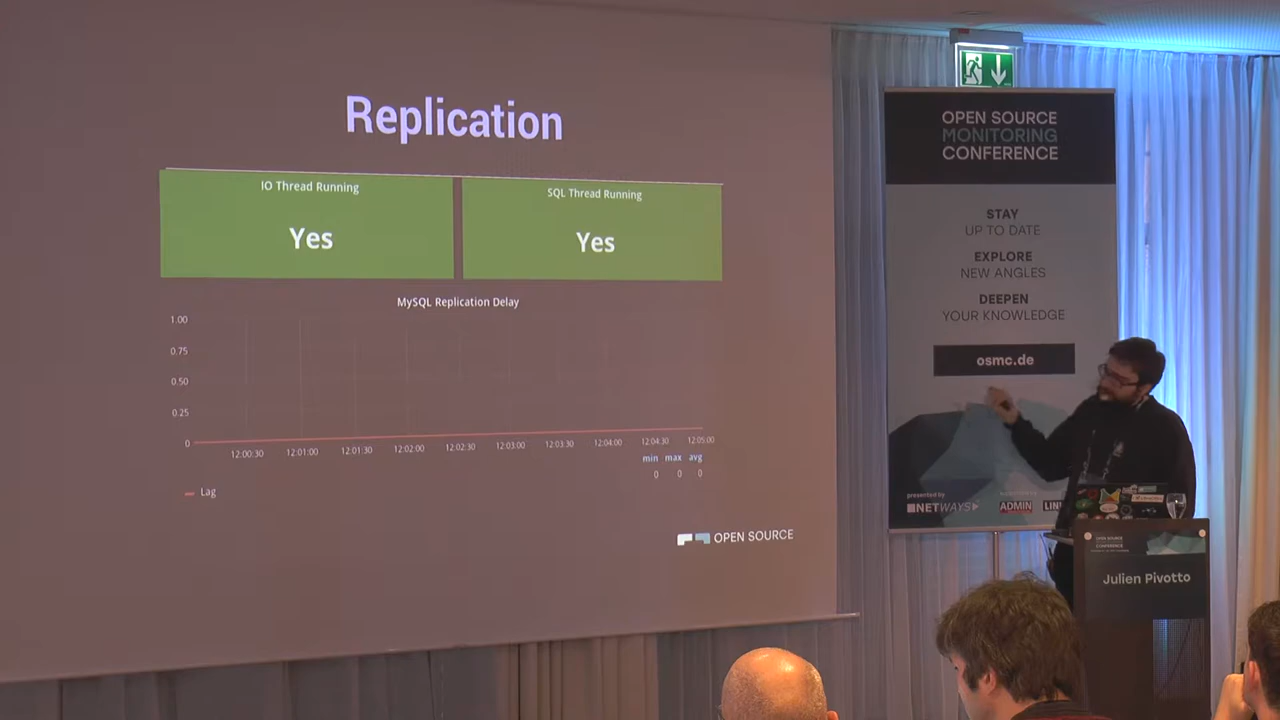 Replication
IO Thread Running
Yes
SQL Thread Running
Yes
MySQL Replication Delay
1.00
0.75
0.50
0.25
0
12:00:30 12:01:00 12:01:30 12:02:00 12:02:30 12:03:00 12:03:30 12:04:00 12:04:30 12:05:00
min max avg
0 0 0
Lag
OPEN SOURCE
OPEN SOURCE
MONITORING
CONFERENCE
STAY
UP TO DATE
EXPLORE
NEW ANGLES
DEEPEN
YOUR KNOWLEDGE
osmc.de
presented by
NETWAYS
ADMIN
Julien Pivotto